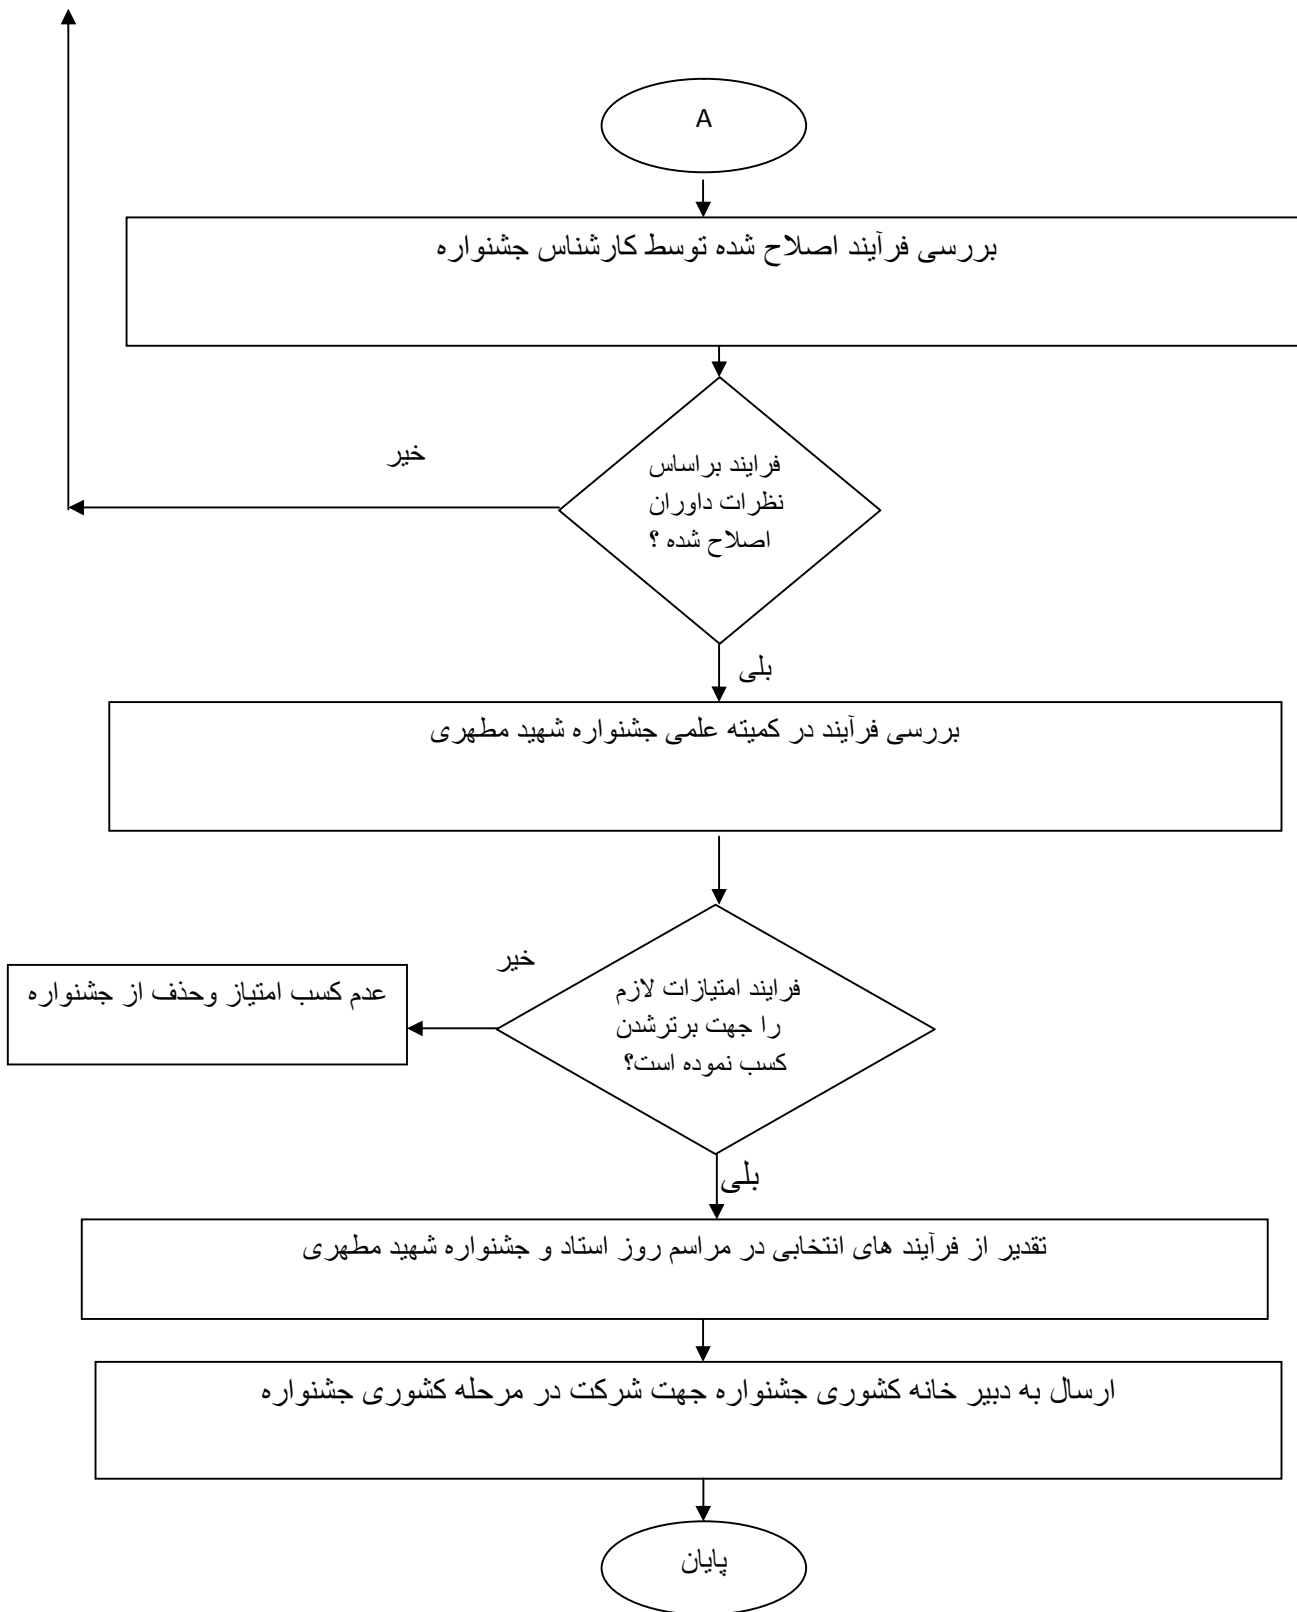 A
بررسی فرآیند اصلاح شده توسط کارشناس جشنواره
خیر
فرایند براساس
نظرات داوران
اصلاح شده ؟
بلی
بررسی فرآیند در کمیته علمی جشنواره شهید مطهری
خیر
فرایند امتیازات لازم
را جهت برترشدن
کسب نموده است؟
عدم کسب امتیاز وحذف از جشنواره
بلی
تقدیر از فرآیند های انتخابی در مراسم روز استاد و جشنواره شهید مطهری
ارسال به دبیر خانه کشوری جشنواره جهت شرکت در مرحله کشوری جشنواره
پایان